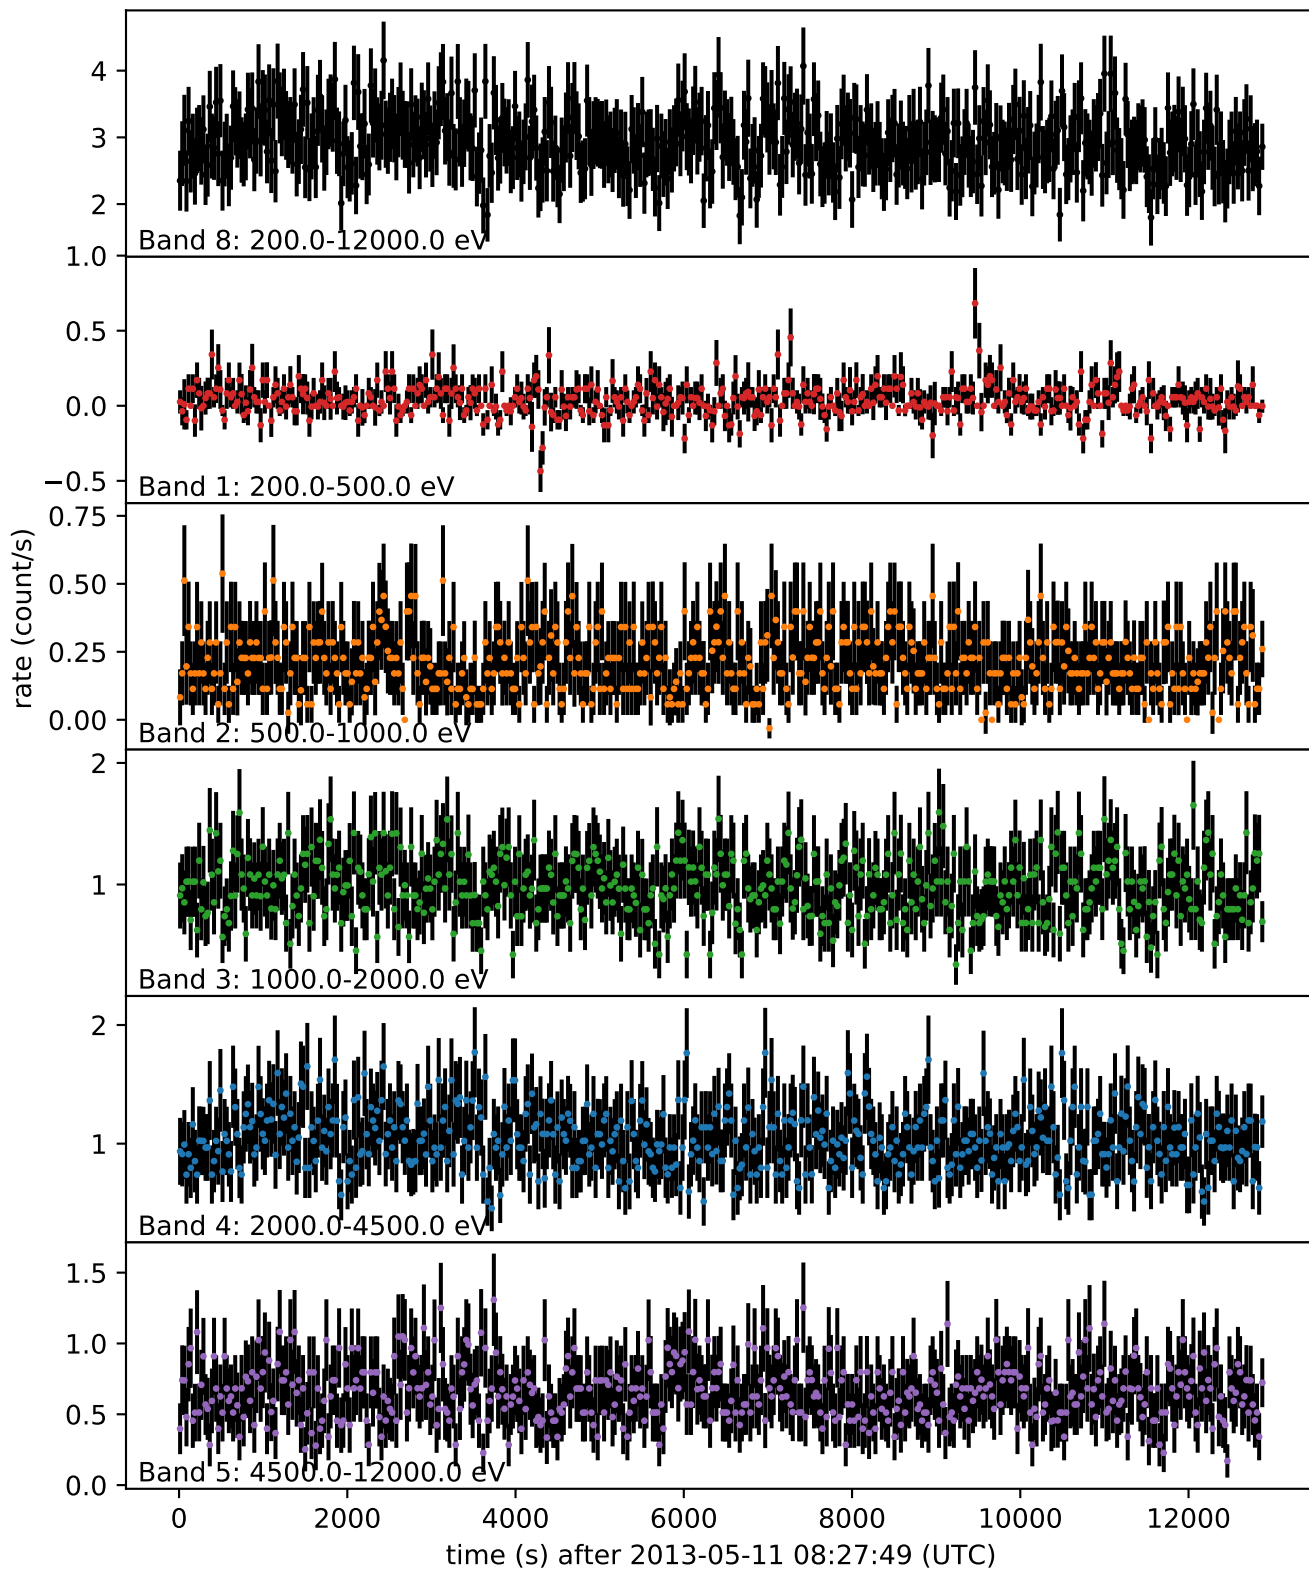 4
3
2
Band 8: 200.0-12000.0 eV
1.0
0.5
0.0
−0.5
Band 1: 200.0-500.0 eV
0.75
0.50
0.25
0.00
Band 2: 500.0-1000.0 eV
rate (count/s)
2
1
Band 3: 1000.0-2000.0 eV
2
1
Band 4: 2000.0-4500.0 eV
1.5
1.0
0.5
0.0
Band 5: 4500.0-12000.0 eV
0 2000 4000 6000 8000 10000 12000
time (s) after 2013-05-11 08:27:49 (UTC)